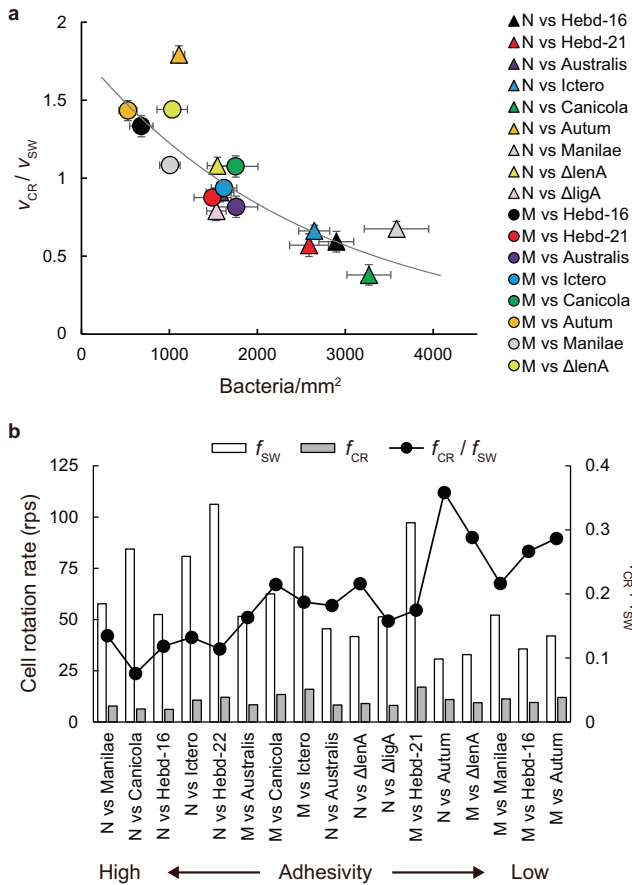 a
2
1.5
1
0.5
0
v_CR / v_SW
0 1000 2000 3000 4000
Bacteria/mm²
N vs Hebd-16
N vs Hebd-21
N vs Australis
N vs Ictero
N vs Canicola
N vs Autum
N vs Manilae
N vs ΔlenA
N vs ΔligA
M vs Hebd-16
M vs Hebd-21
M vs Australis
M vs Ictero
M vs Canicola
M vs Autum
M vs Manilae
M vs ΔlenA
b
f_SW f_CR f_CR / f_SW
125
100
75
50
25
0
Cell rotation rate (rps)
0.4
0.3
0.2
0.1
0
CR SW
N vs Manilae
N vs Canicola
N vs Hebd-16
N vs Ictero
N vs Hebd-22
M vs Australis
M vs Canicola
M vs Ictero
N vs Australis
N vs ΔlenA
N vs ΔligA
M vs Hebd-21
N vs Autum
M vs ΔlenA
M vs Manilae
M vs Hebd-16
M vs Autum
High Adhesivity Low